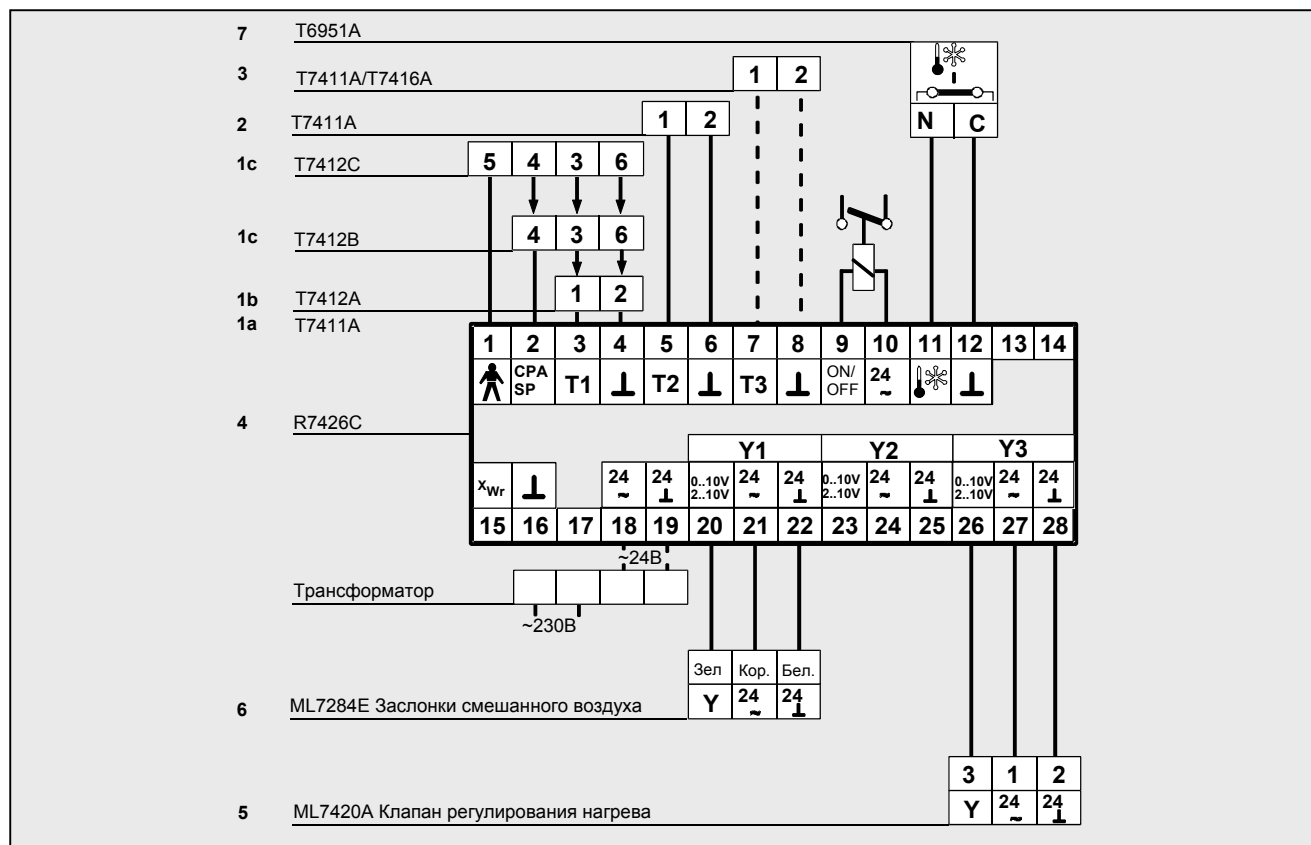 7 T6951A
3 T7411A/T7416A 1 2
N C
2 T7411A 1 2
1c T7412C 5 4 3 6
1c T7412B 4 3 6
1b T7412A 1 2
1a T7411A
1 2 3 4 5 6 7 8 9 10 11 12 13 14
CPA SP T1 ⊥ T2 ⊥ T3 ⊥ ON/OFF 24 ~ ⊥
4 R7426C
Y1 Y2 Y3
xWr ⊥ 24 ~ 24 ⊥ 0..10V 2..10V 24 ~ 24 ⊥ 0..10V 2..10V 24 ~ 24 ⊥ 0..10V 2..10V 24 ~ 24 ⊥
15 16 17 18 19 20 21 22 23 24 25 26 27 28
~24В
Трансформатор
~230В
Зел Кор. Бел.
6 ML7284E Заслонки смешанного воздуха Y 24 ~ 24 ⊥
3 1 2
5 ML7420A Клапан регулирования нагрева Y 24 ~ 24 ⊥